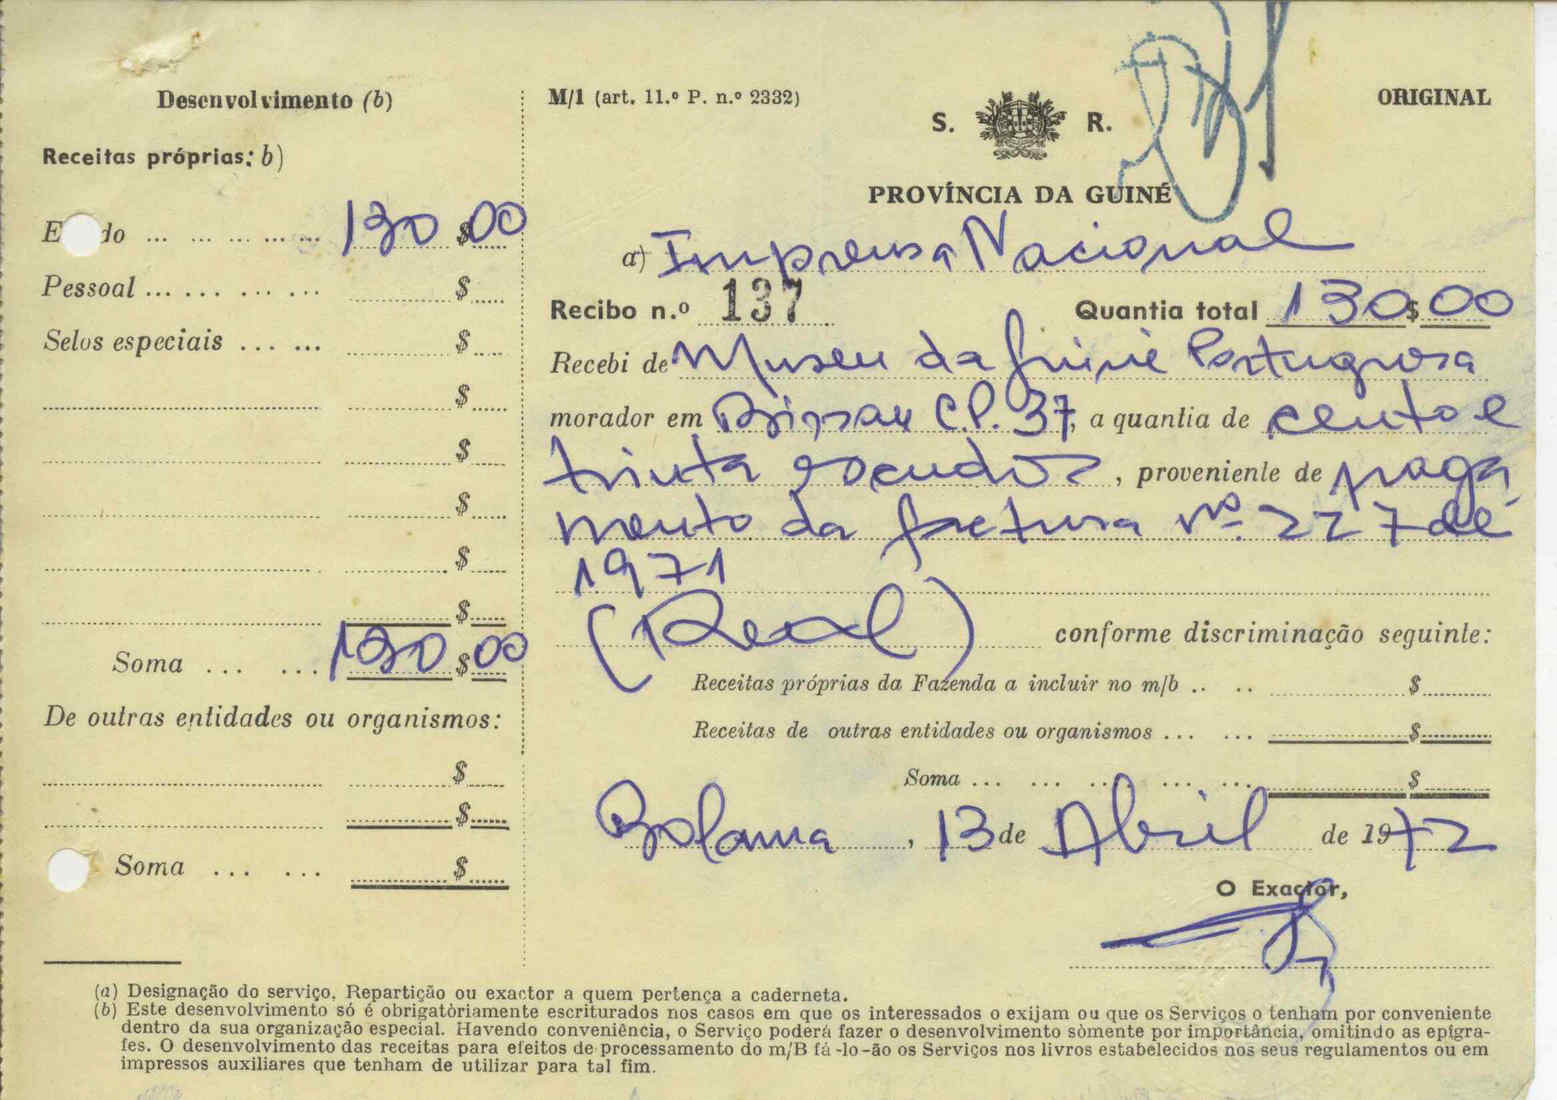 Desenvolvimento (b)
Receitas próprias: b)
E do ... ... ... ... ... 130 $ 00
Pessoal ... ... ... ... $
Selos especiais ... ... $
$
$
$
$
$
Soma ... ... 130 $ 00
De outras entidades ou organismos:
$
$
Soma ... ... $
M/1 (art. 11.º P. n.º 2332)
ORIGINAL
S. R.
PROVÍNCIA DA GUINÉ
a) Imprensa Nacional
Recibo n.º 137 Quantia total 130$00
Recebi de Museu da Guiné Portuguesa
morador em Bissau C.P. 37, a quantia de cento e
trinta escudos, proveniente de paga
mento da factura nº 227 de
1971
(Real) conforme discriminação seguinte:
Receitas próprias da Fazenda a incluir no m/b .. .. $
Receitas de outras entidades ou organismos ... ... $
Soma ... ... ... ... ... $
Bolama, 13 de Abril de 1972
O Exactor,
(a) Designação do serviço, Repartição ou exactor a quem pertença a caderneta.
(b) Este desenvolvimento só é obrigatòriamente escriturados nos casos em que os interessados o exijam ou que os Serviços o tenham por conveniente
dentro da sua organização especial. Havendo conveniência, o Serviço poderá fazer o desenvolvimento sòmente por importância, omitindo as epígra-
fes. O desenvolvimento das receitas para efeitos de processamento do m/B fá-lo-ão os Serviços nos livros estabelecidos nos seus regulamentos ou em
impressos auxiliares que tenham de utilizar para tal fim.